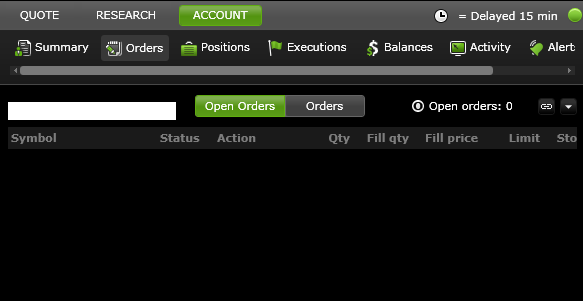 QUOTE RESEARCH ACCOUNT = Delayed 15 min
Summary Orders Positions Executions Balances Activity Alert
Open Orders Orders Open orders: 0
Symbol Status Action Qty Fill qty Fill price Limit Sto